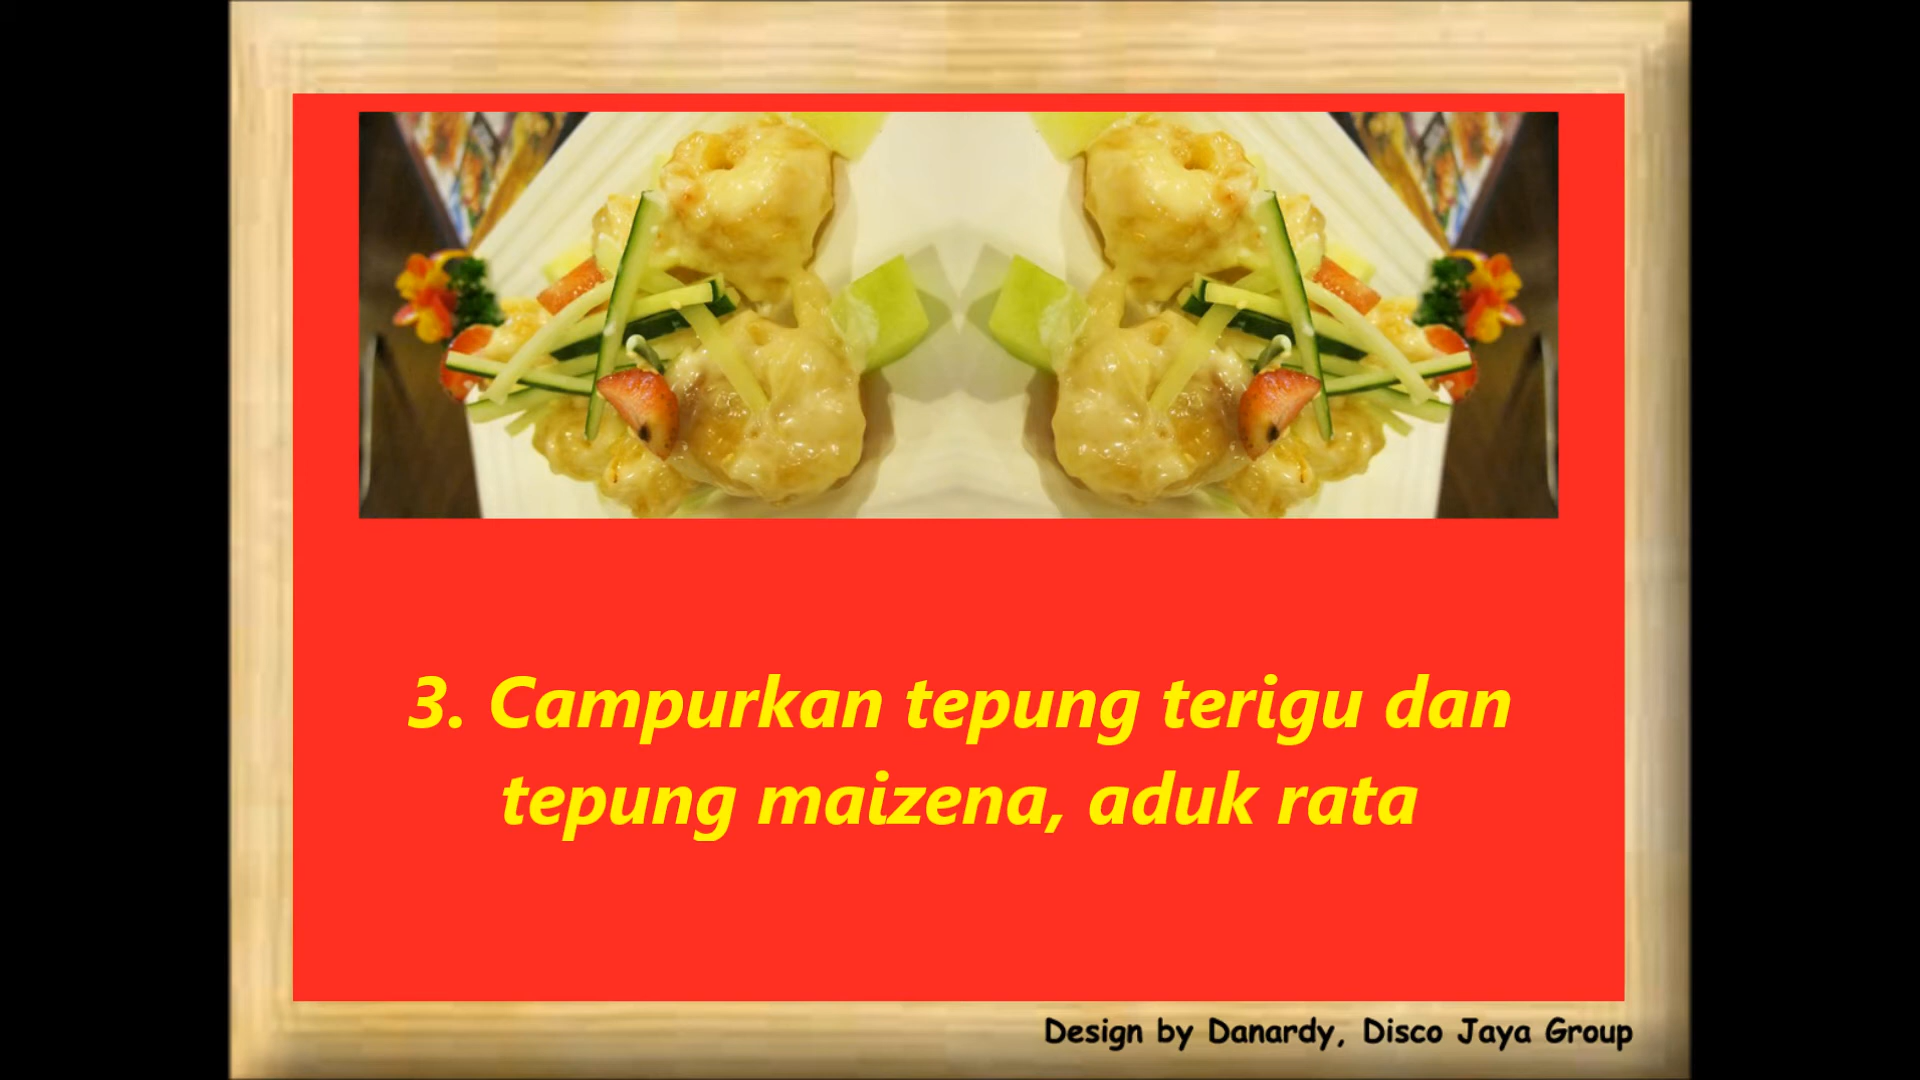 3. Campurkan tepung terigu dan
tepung maizena, aduk rata
Design by Danardy, Disco Jaya Group